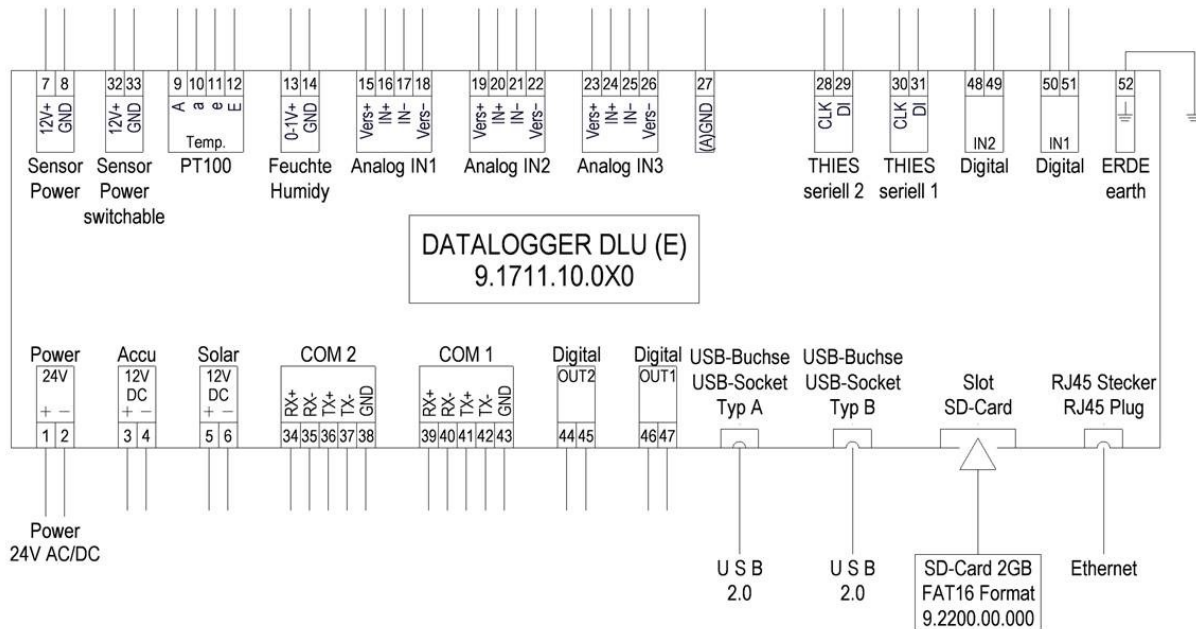 7 8 32 33 9 10 11 12 13 14 15 16 17 18 19 20 21 22 23 24 25 26 27 28 29 30 31 48 49 50 51 52
12V+ GND 12V+ GND A a e E 0-1V+ GND Vers+ IN+ IN- Vers- Vers+ IN+ IN- Vers- Vers+ IN+ IN- Vers- (A)GND CLK DI CLK DI
Temp. IN2 IN1
Sensor Sensor PT100 Feuchte Analog IN1 Analog IN2 Analog IN3 THIES THIES Digital Digital ERDE
Power Power Humidy seriell 2 seriell 1 earth
switchable
DATALOGGER DLU (E)
9.1711.10.0X0
Power Accu Solar COM 2 COM 1 Digital Digital USB-Buchse USB-Buchse
24V 12V 12V OUT2 OUT1 USB-Socket USB-Socket Slot RJ45 Stecker
DC DC Typ A Typ B SD-Card RJ45 Plug
+ - + - + - RX+ RX- TX+ TX- GND RX+ RX- TX+ TX- GND
1 2 3 4 5 6 34 35 36 37 38 39 40 41 42 43 44 45 46 47
Power
24V AC/DC
U S B U S B SD-Card 2GB Ethernet
2.0 2.0 FAT16 Format
9.2200.00.000